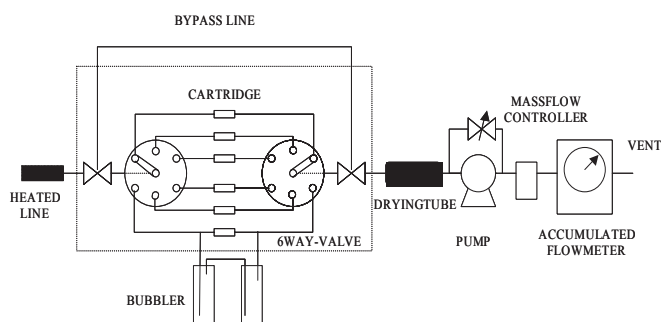 BYPASS LINE
CARTRIDGE
MASSFLOW
CONTROLLER
VENT
HEATED
LINE
DRYINGTUBE
6WAY-VALVE
PUMP
ACCUMULATED
FLOWMETER
BUBBLER